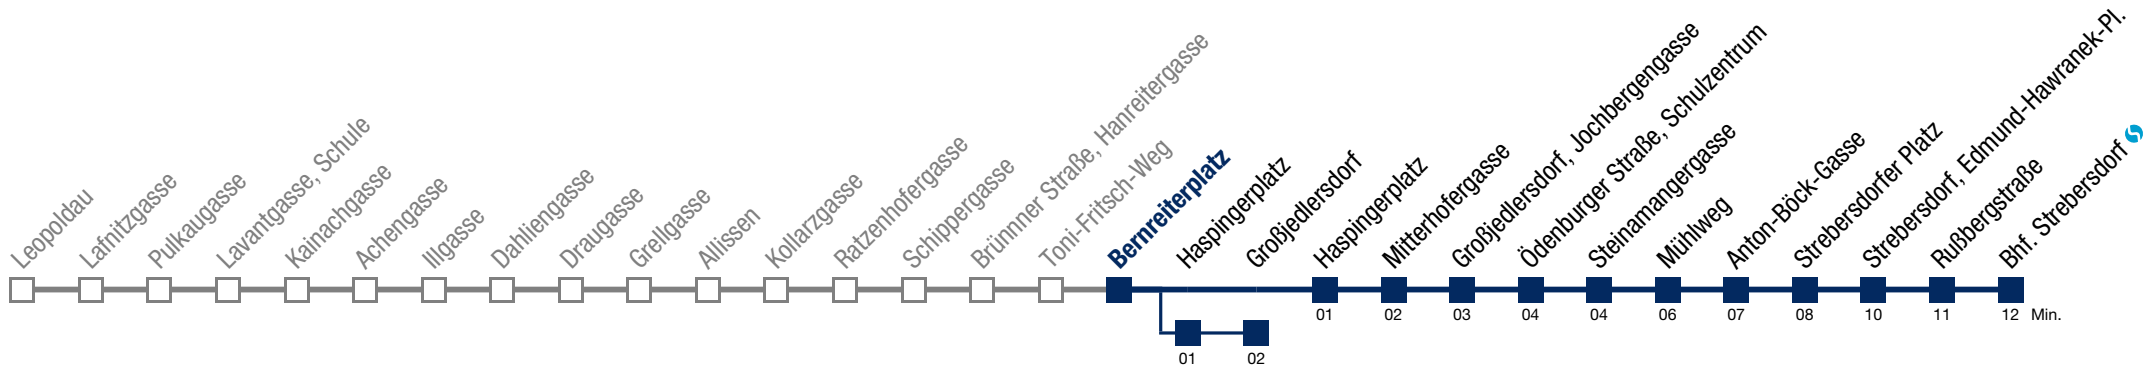 Leopoldau
Lafnitzgasse
Pulkaugasse
Lavantgasse, Schule
Kainachgasse
Achengasse
Illgasse
Dahliengasse
Draugasse
Grellgasse
Allissen
Kollarzgasse
Ratzenhofergasse
Schippergasse
Brünner Straße, Hanreitergasse
Toni-Fritsch-Weg
Bernreiterplatz
Haspingerplatz
Großjedlersdorf
Haspingerplatz
Mitterhofergasse
Großjedlersdorf, Jochbergengasse
Ödenburger Straße, Schulzentrum
Steinamangergasse
Mühlweg
Anton-Böck-Gasse
Strebersdorfer Platz
Strebersdorf, Edmund-Hawranek-Pl.
Rußbergstraße
Bhf. Strebersdorf
01 02 03 04 04 06 07 08 10 11 12 Min.
01 02